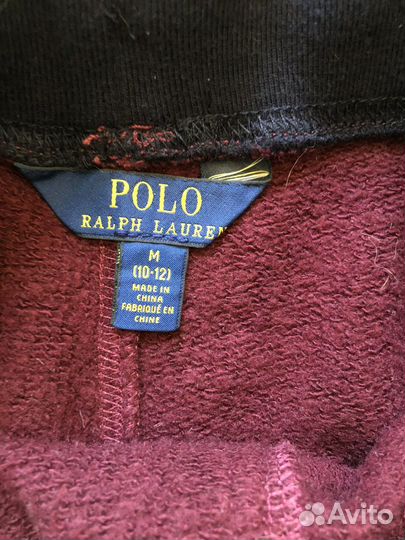 POLO
RALPH LAUREN
M
(10-12)
MADE IN
CHINA
FABRIQUÉ EN
CHINE
Avito